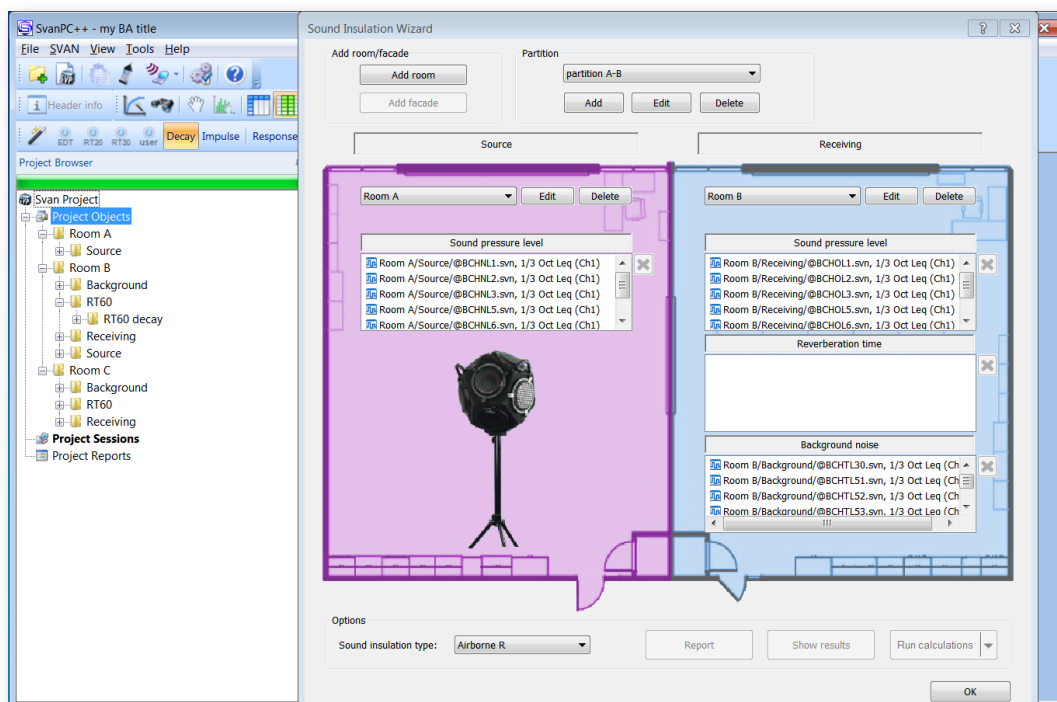 SvanPC++ - my BA title
File SVAN View Tools Help
Header info
EDT RT20 RT30 user Decay Impulse Response
Project Browser
Svan Project
Project Objects
Room A
Source
Room B
Background
RT60
RT60 decay
Receiving
Source
Room C
Background
RT60
Receiving
Project Sessions
Project Reports
Sound Insulation Wizard
Add room/facade
Add room
Add facade
Partition
partition A-B
Add Edit Delete
Source
Room A Edit Delete
Sound pressure level
Room A/Source/@BCHNL1.svn, 1/3 Oct Leq (Ch1)
Room A/Source/@BCHNL2.svn, 1/3 Oct Leq (Ch1)
Room A/Source/@BCHNL3.svn, 1/3 Oct Leq (Ch1)
Room A/Source/@BCHNL5.svn, 1/3 Oct Leq (Ch1)
Room A/Source/@BCHNL6.svn, 1/3 Oct Leq (Ch1)
Receiving
Room B Edit Delete
Sound pressure level
Room B/Receiving/@BCHOL1.svn, 1/3 Oct Leq (Ch1)
Room B/Receiving/@BCHOL2.svn, 1/3 Oct Leq (Ch1)
Room B/Receiving/@BCHOL3.svn, 1/3 Oct Leq (Ch1)
Room B/Receiving/@BCHOL5.svn, 1/3 Oct Leq (Ch1)
Room B/Receiving/@BCHOL6.svn, 1/3 Oct Leq (Ch1)
Reverberation time
Background noise
Room B/Background/@BCHTL30.svn, 1/3 Oct Leq (Ch
Room B/Background/@BCHTL51.svn, 1/3 Oct Leq (Ch
Room B/Background/@BCHTL52.svn, 1/3 Oct Leq (Ch
Room B/Background/@BCHTL53.svn, 1/3 Oct Leq (Ch
Options
Sound insulation type: Airborne R
Report Show results Run calculations
OK